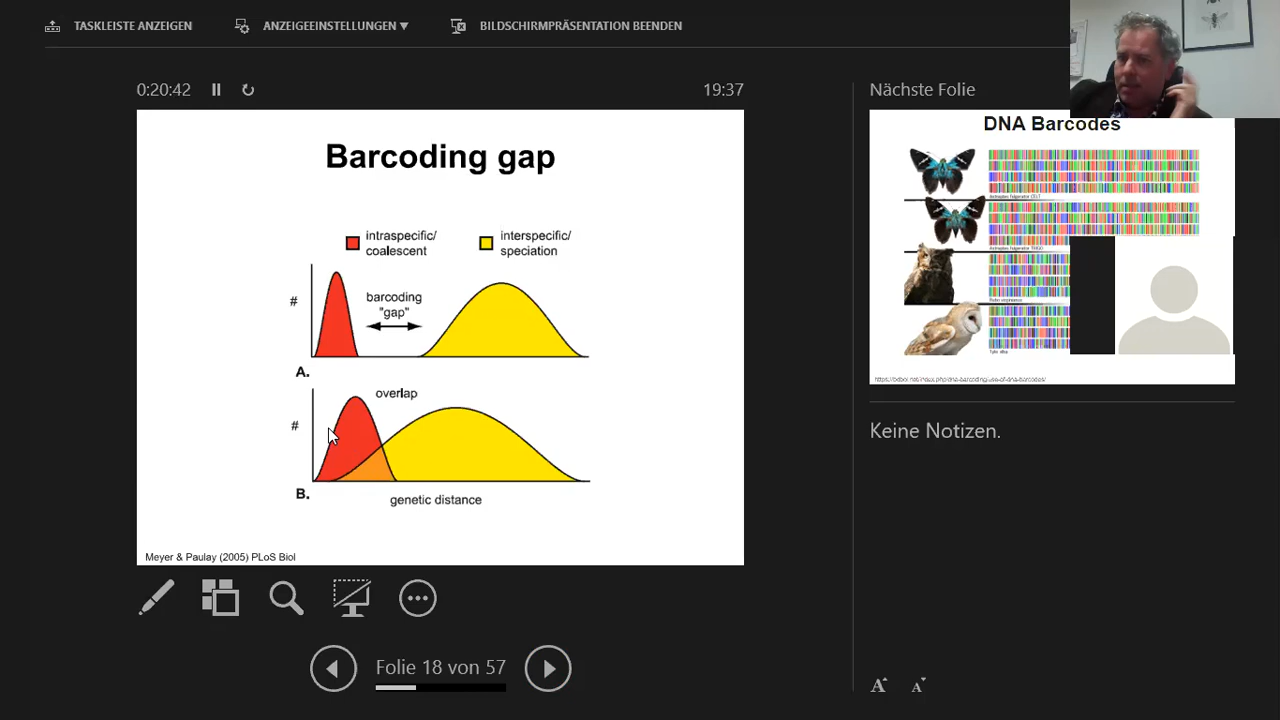 TASKLEISTE ANZEIGEN
ANZEIGEEINSTELLUNGEN
BILDSCHIRMPRÄSENTATION BEENDEN
0:20:42
19:37
Barcoding gap
intraspecific/
coalescent
interspecific/
speciation
#
barcoding
"gap"
A.
overlap
#
B.
genetic distance
Meyer & Paulay (2005) PLoS Biol
Folie 18 von 57
Nächste Folie
DNA Barcodes
Keine Notizen.
A A